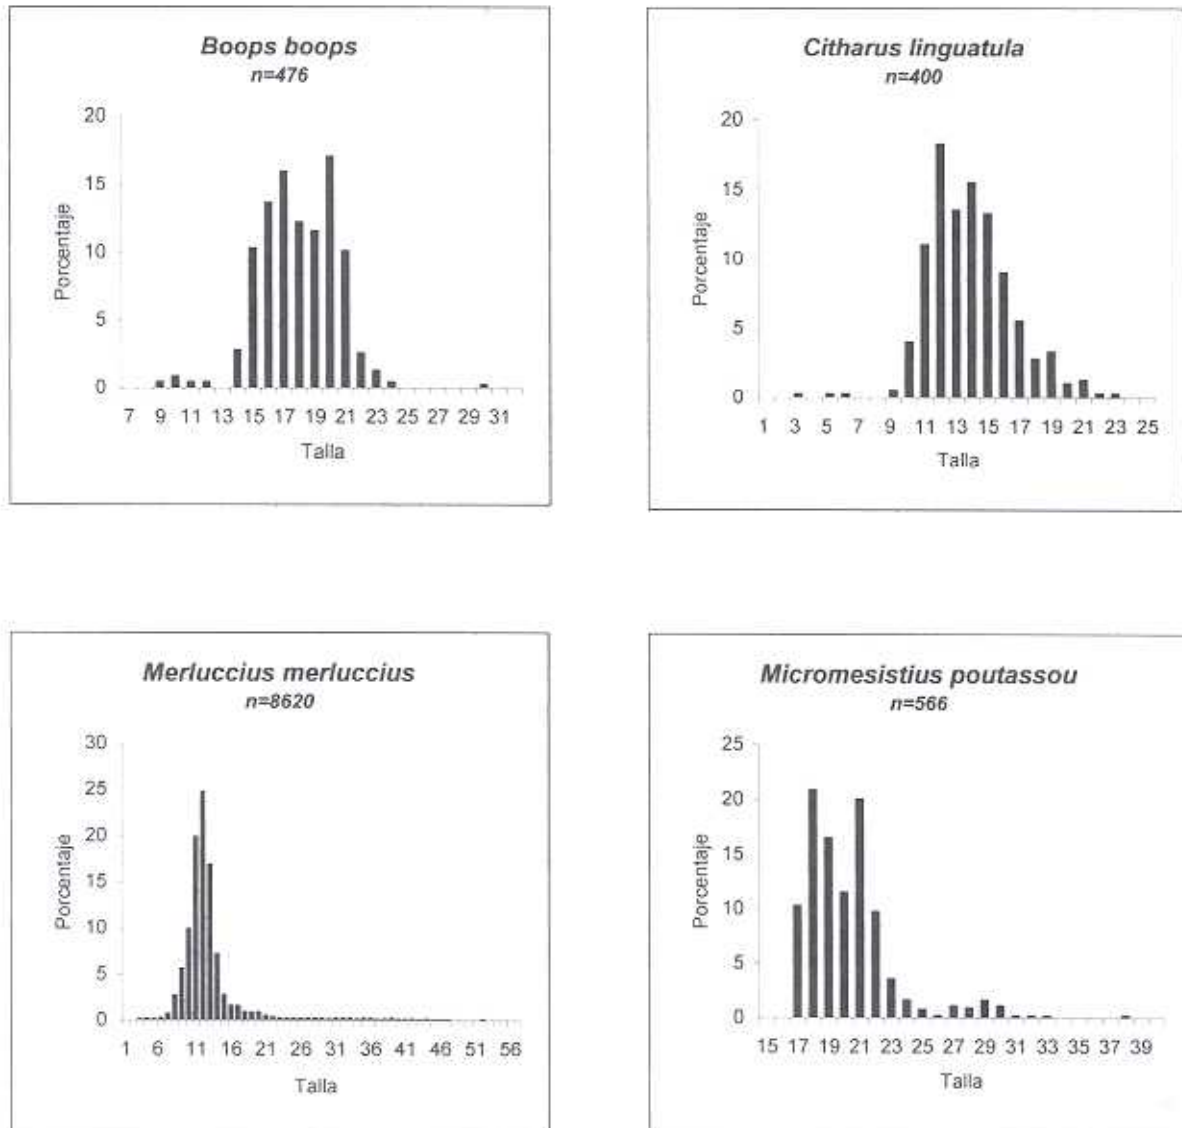 Boops boops
n=476
20
15
10
5
0
Porcentaje
7 9 11 13 15 17 19 21 23 25 27 29 31
Talla
Citharus linguatula
n=400
20
15
10
5
0
Porcentaje
1 3 5 7 9 11 13 15 17 19 21 23 25
Talla
Merluccius merluccius
n=8620
30
25
20
15
10
5
0
Porcentaje
1 6 11 16 21 26 31 36 41 46 51 56
Talla
Micromesistius poutassou
n=566
25
20
15
10
5
0
Porcentaje
15 17 19 21 23 25 27 29 31 33 35 37 39
Talla